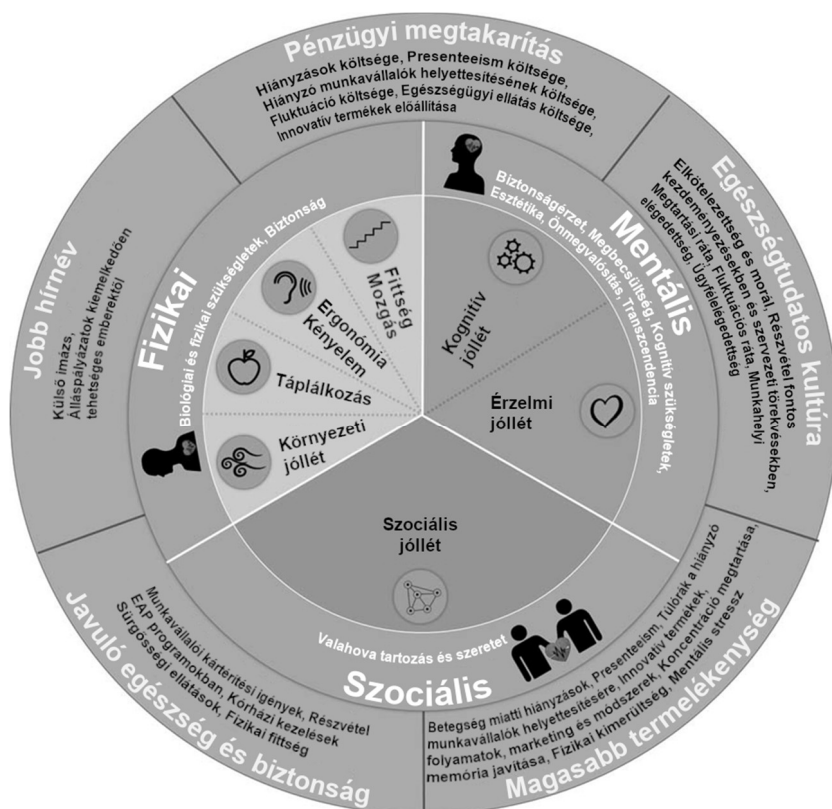 Pénzügyi megtakarítás
Hiányzások költsége, Presenteeism költsége,
Hiányzó munkavállalók helyettesítésének költsége,
Fluktuáció költsége, Egészségügyi ellátás költsége,
Innovatív termékek előállítása
Egészségtudatos kultúra
Elkötelezettség és morál, Részvétel fontos
kezdeményezésekben és szervezeti törekvésekben,
Megtartási ráta, Fluktuációs ráta, Munkahelyi
elégedettség, Ügyfélelégedettség
Magasabb termelékenység
Betegség miatti hiányzások, Presenteeism, Túlórák a hiányzó
munkavállalók helyettesítésére, Innovatív termékek,
folyamatok, marketing és módszerek, Koncentráció megtartása,
memória javítása, Fizikai kimerültség, Mentális stressz
Javuló egészség és biztonság
Munkavállalói kártérítési igények, Részvétel
EAP programokban, Kórházi kezelések
Sürgősségi ellátások, Fizikai fittség
Jobb hírnév
Külső imázs,
Álláspályázatok kiemelkedően
tehetséges emberektől
Fizikai
Biológiai és fizikai szükségletek, Biztonság
Fittség
Mozgás
Ergonómia
Kényelem
Táplálkozás
Környezeti
jóllét
Mentális
Biztonságérzet, Megbecsültség, Kognitív szükségletek,
Esztétika, Önmegvalósítás, Transzcendencia
Kognitív
jóllét
Érzelmi
jóllét
Szociális
jóllét
Valahova tartozás és szeretet
Szociális